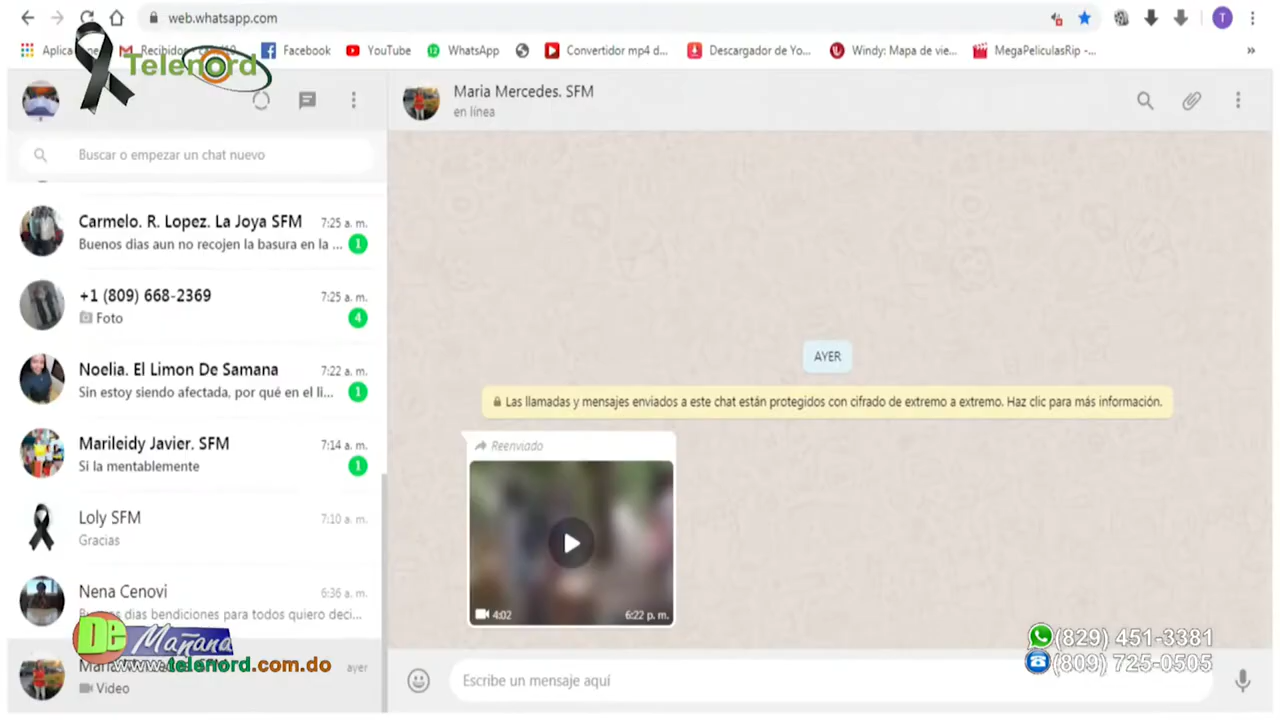 web.whatsapp.com
Recibidos
Facebook
YouTube
WhatsApp
Convertidor mp4 d...
Descargador de Yo...
Windy: Mapa de vie...
MegaPeliculasRip -...
»
T
Telenord
Maria Mercedes. SFM
en línea
Buscar o empezar un chat nuevo
Carmelo. R. Lopez. La Joya SFM
7:25 a. m.
Buenos dias aun no recojen la basura en la ...
1
+1 (809) 668-2369
7:25 a. m.
Foto
4
Noelia. El Limon De Samana
7:22 a. m.
Sin estoy siendo afectada, por qué en el li...
1
Marileidy Javier. SFM
7:14 a. m.
Si la mentablemente
1
Loly SFM
7:10 a. m.
Gracias
Nena Cenovi
6:36 a. m.
dias bendiciones para todos quiero deci...
De Mañana
www.telenord.com.do
ayer
Video
AYER
Las llamadas y mensajes enviados a este chat están protegidos con cifrado de extremo a extremo. Haz clic para más información.
Reenviado
4:02
6:22 p. m.
(829) 451-3381
(809) 725-0505
Escribe un mensaje aquí